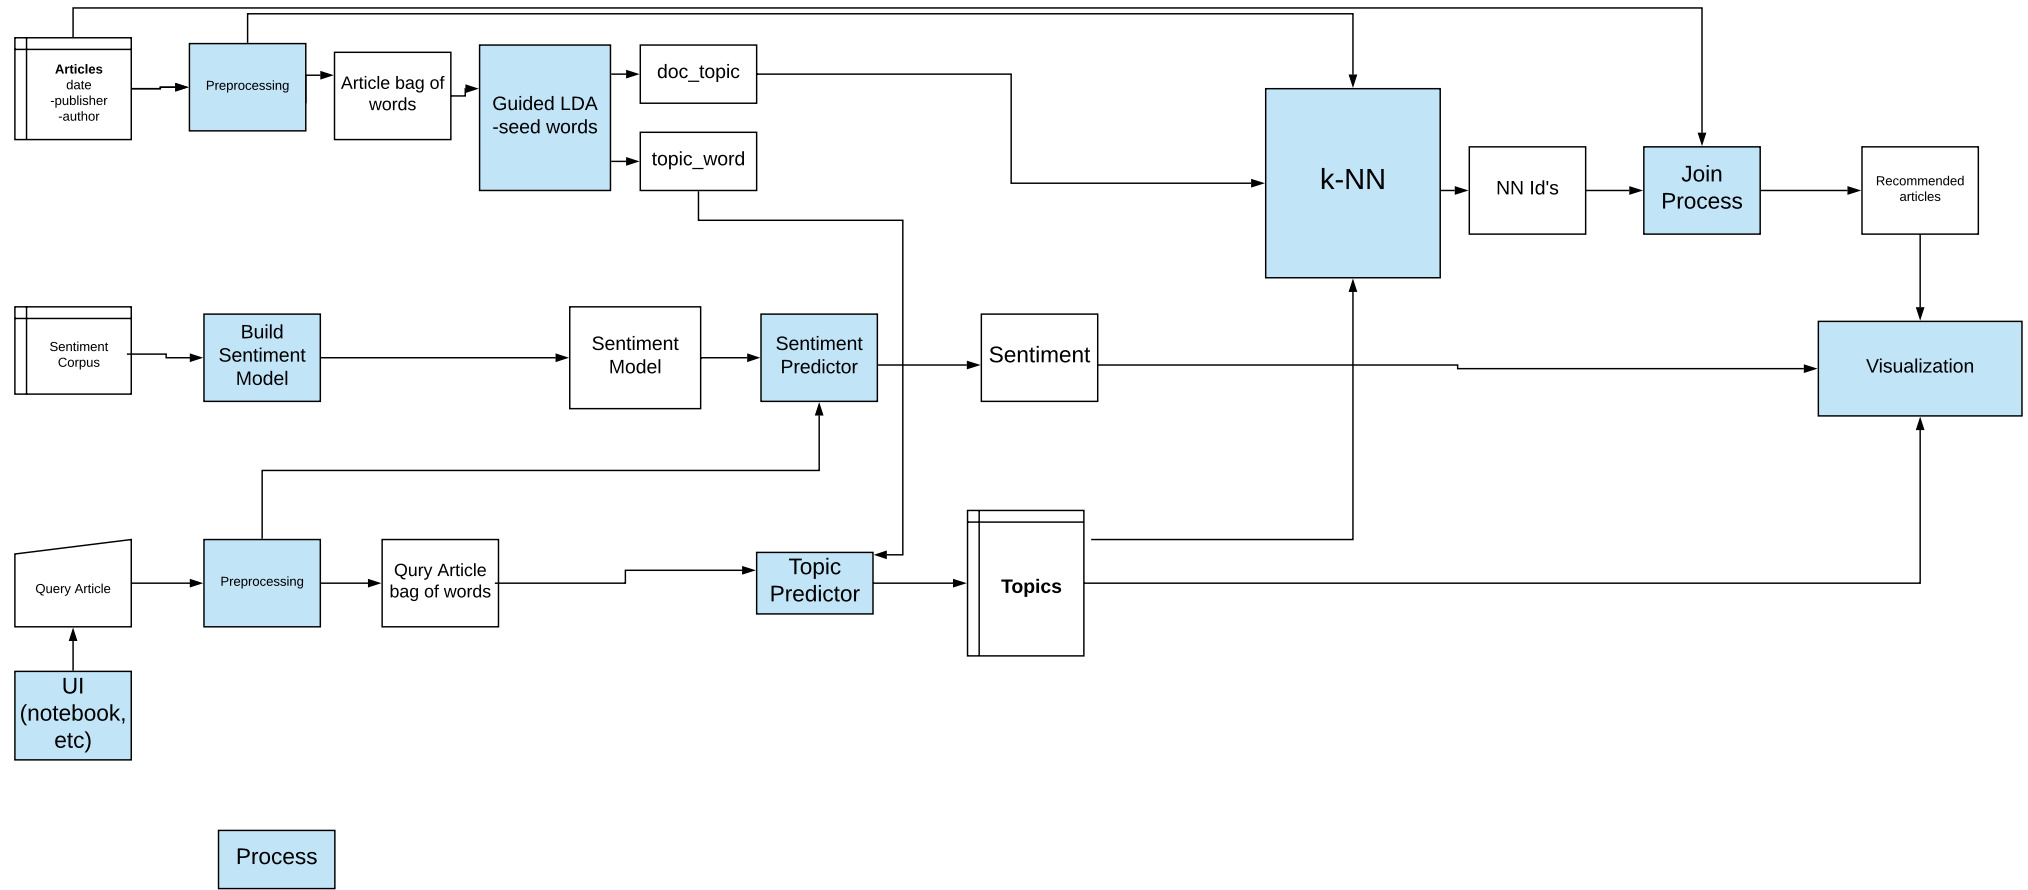 Articles
date
-publisher
-author
Preprocessing
Article bag of
words
Guided LDA
-seed words
doc_topic
topic_word
k-NN
NN Id's
Join
Process
Recommended
articles
Sentiment
Corpus
Build
Sentiment
Model
Sentiment
Model
Sentiment
Predictor
Sentiment
Visualization
Query Article
Preprocessing
Qury Article
bag of words
Topic
Predictor
Topics
UI
(notebook,
etc)
Process